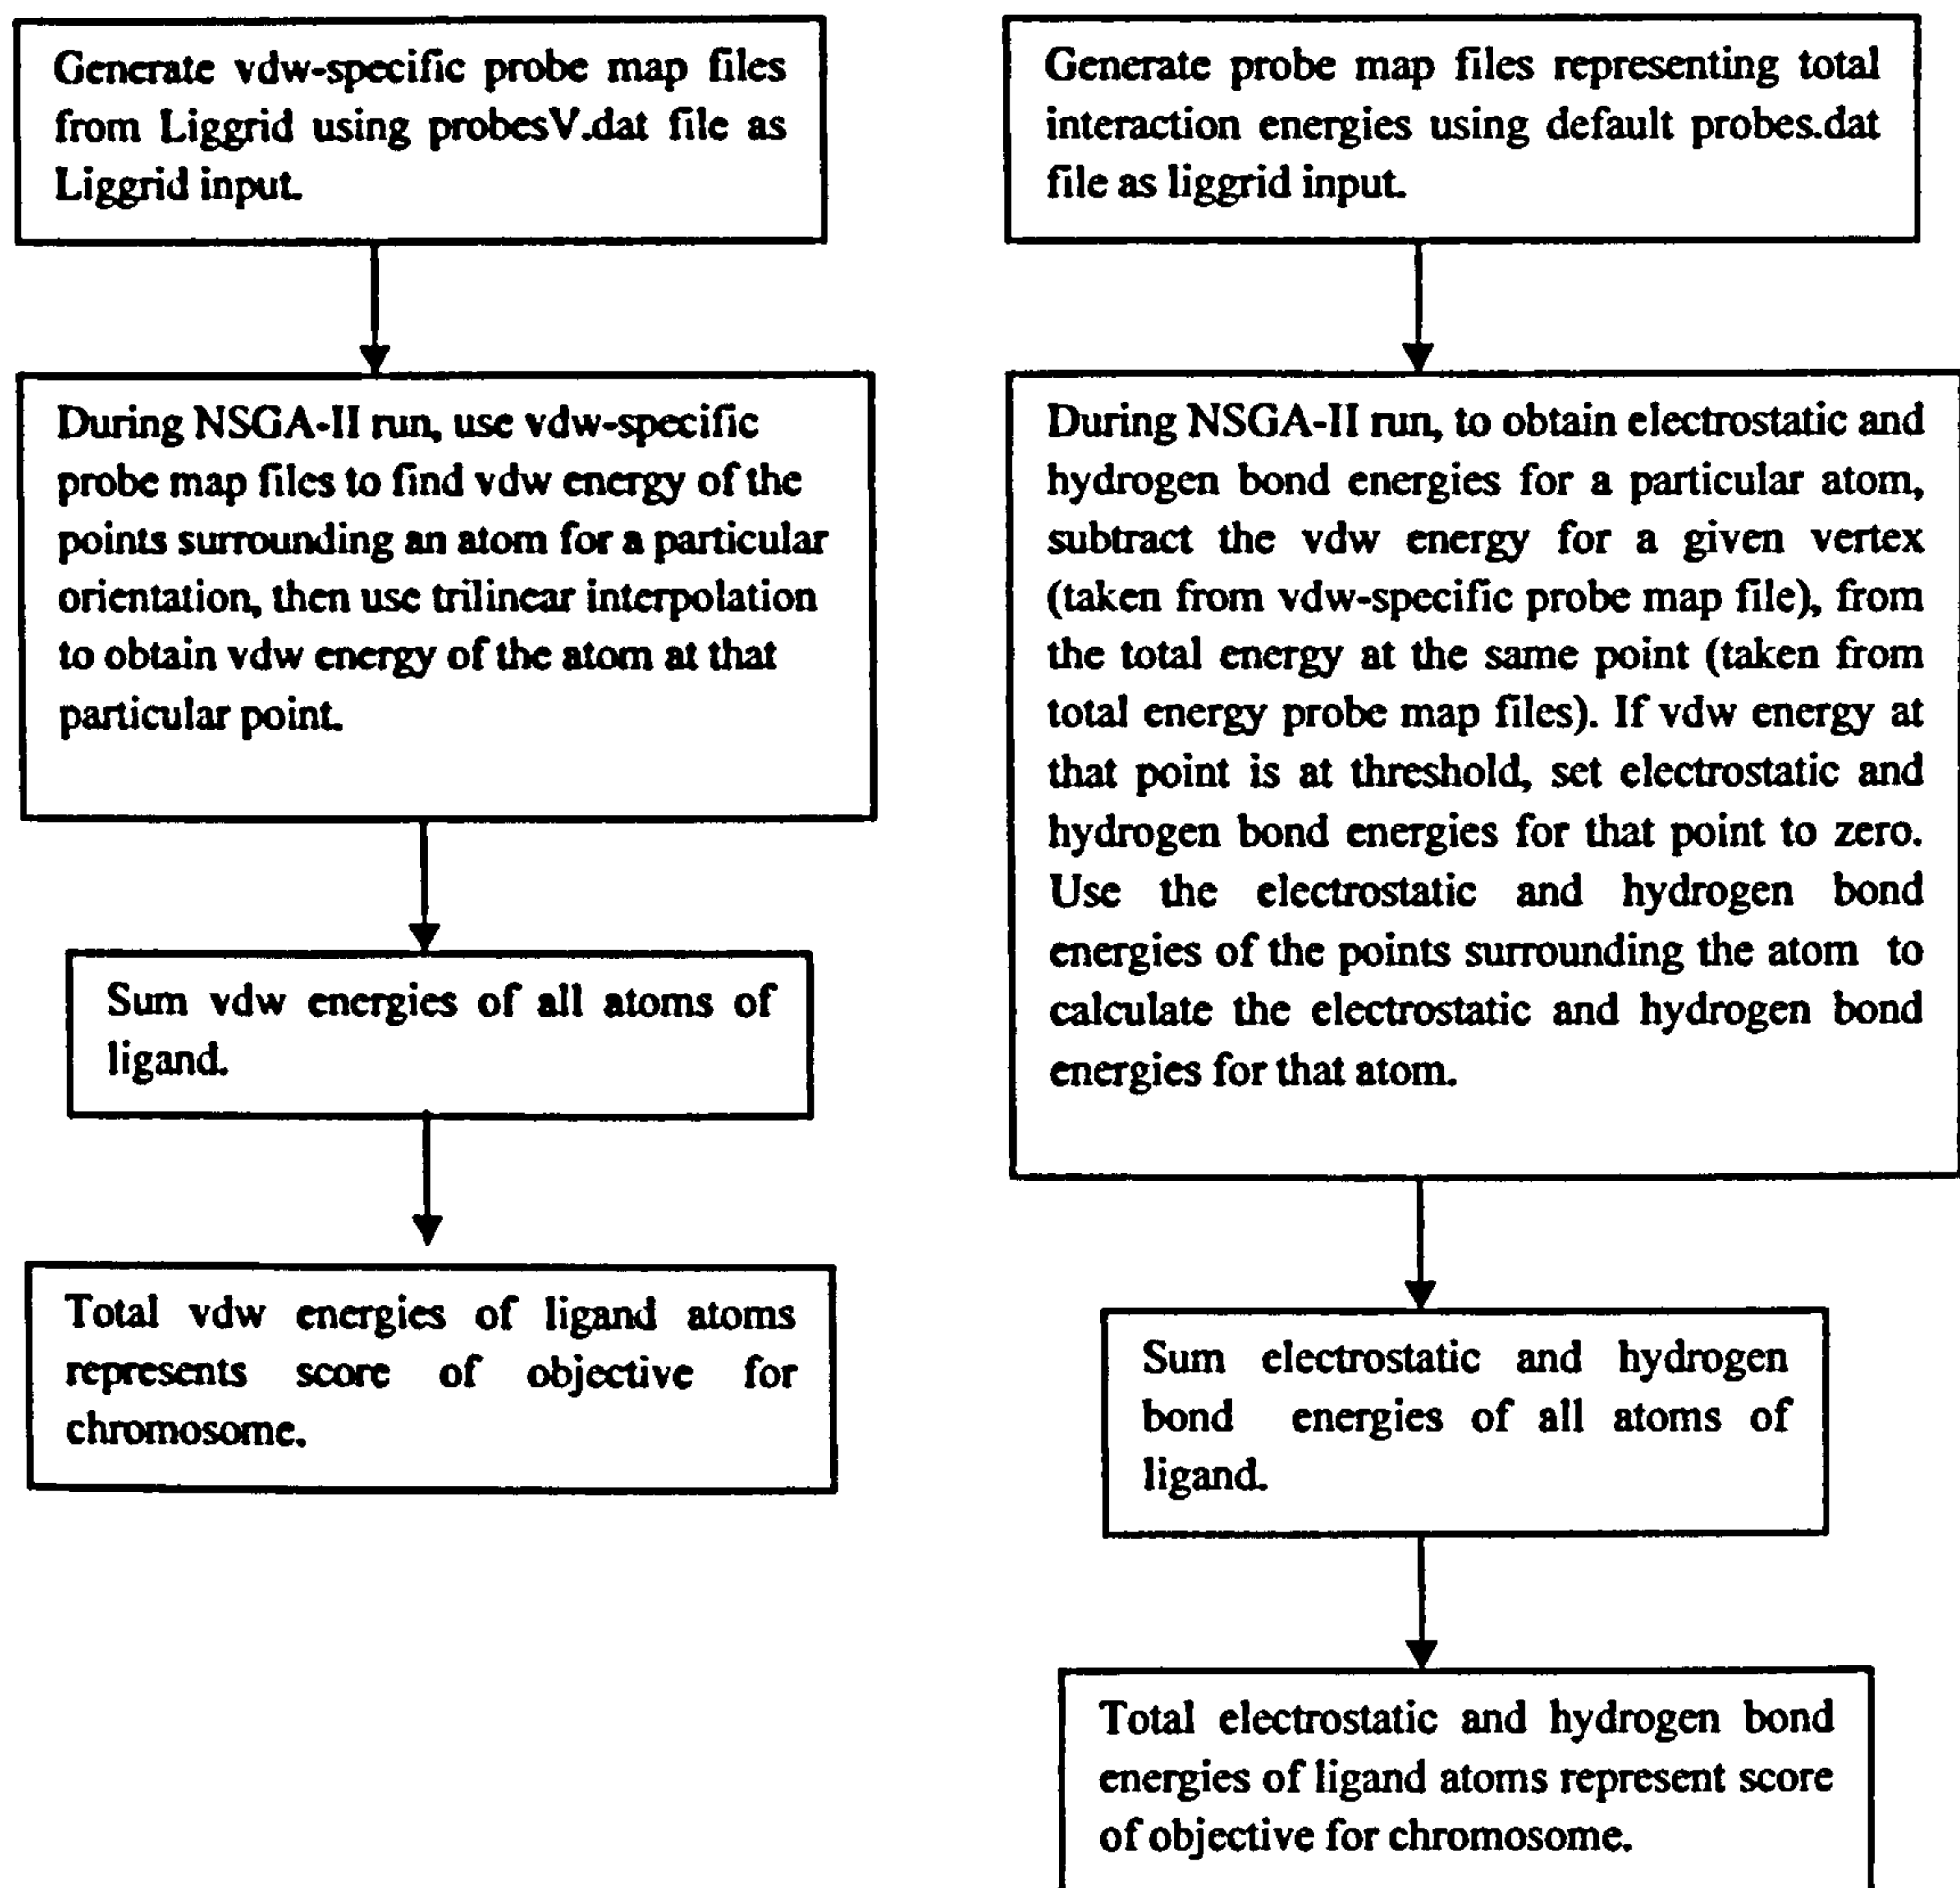 Generate vdw-specific probe map files
from Liggrid using probesV.dat file as
Liggrid input.
During NSGA-II run, use vdw-specific
probe map files to find vdw energy of the
points surrounding an atom for a particular
orientation, then use trilinear interpolation
to obtain vdw energy of the atom at that
particular point.
Sum vdw energies of all atoms of
ligand.
Total vdw energies of ligand atoms
represents score of objective for
chromosome.
Generate probe map files representing total
interaction energies using default probes.dat
file as liggrid input.
During NSGA-II run, to obtain electrostatic and
hydrogen bond energies for a particular atom,
subtract the vdw energy for a given vertex
(taken from vdw-specific probe map file), from
the total energy at the same point (taken from
total energy probe map files). If vdw energy at
that point is at threshold, set electrostatic and
hydrogen bond energies for that point to zero.
Use the electrostatic and hydrogen bond
energies of the points surrounding the atom to
calculate the electrostatic and hydrogen bond
energies for that atom.
Sum electrostatic and hydrogen
bond energies of all atoms of
ligand.
Total electrostatic and hydrogen bond
energies of ligand atoms represent score
of objective for chromosome.